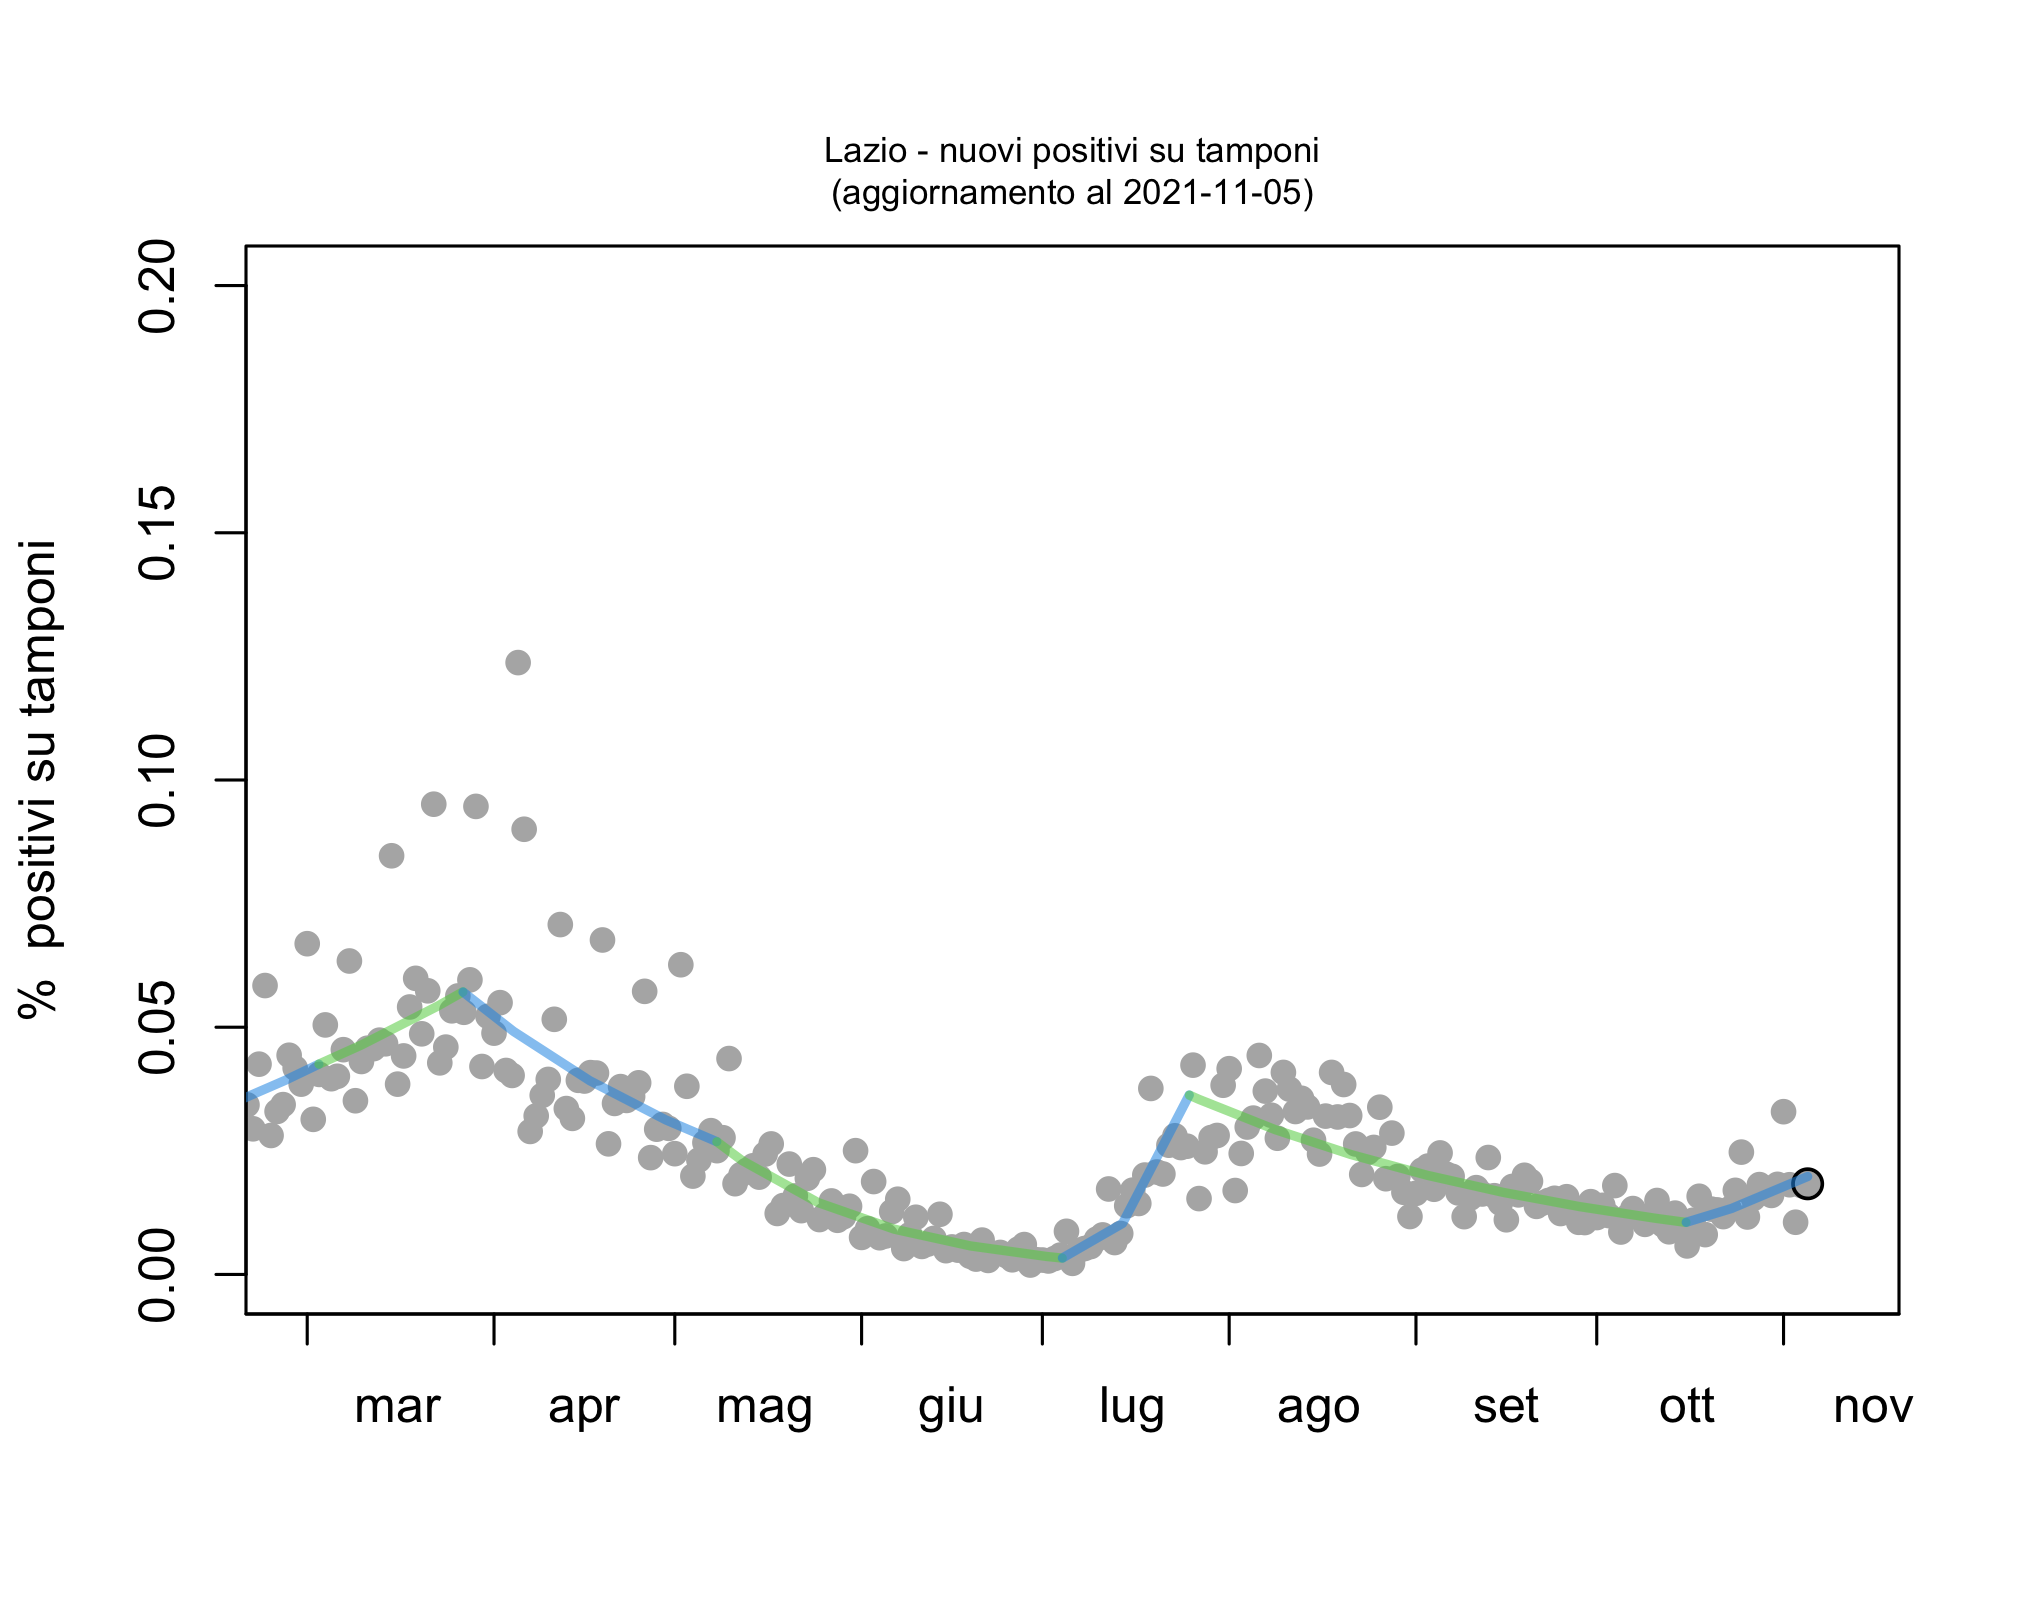 Lazio - nuovi positivi su tamponi
(aggiornamento al 2021-11-05)
% positivi su tamponi
0.20
0.15
0.10
0.05
0.00
mar apr mag giu lug ago set ott nov